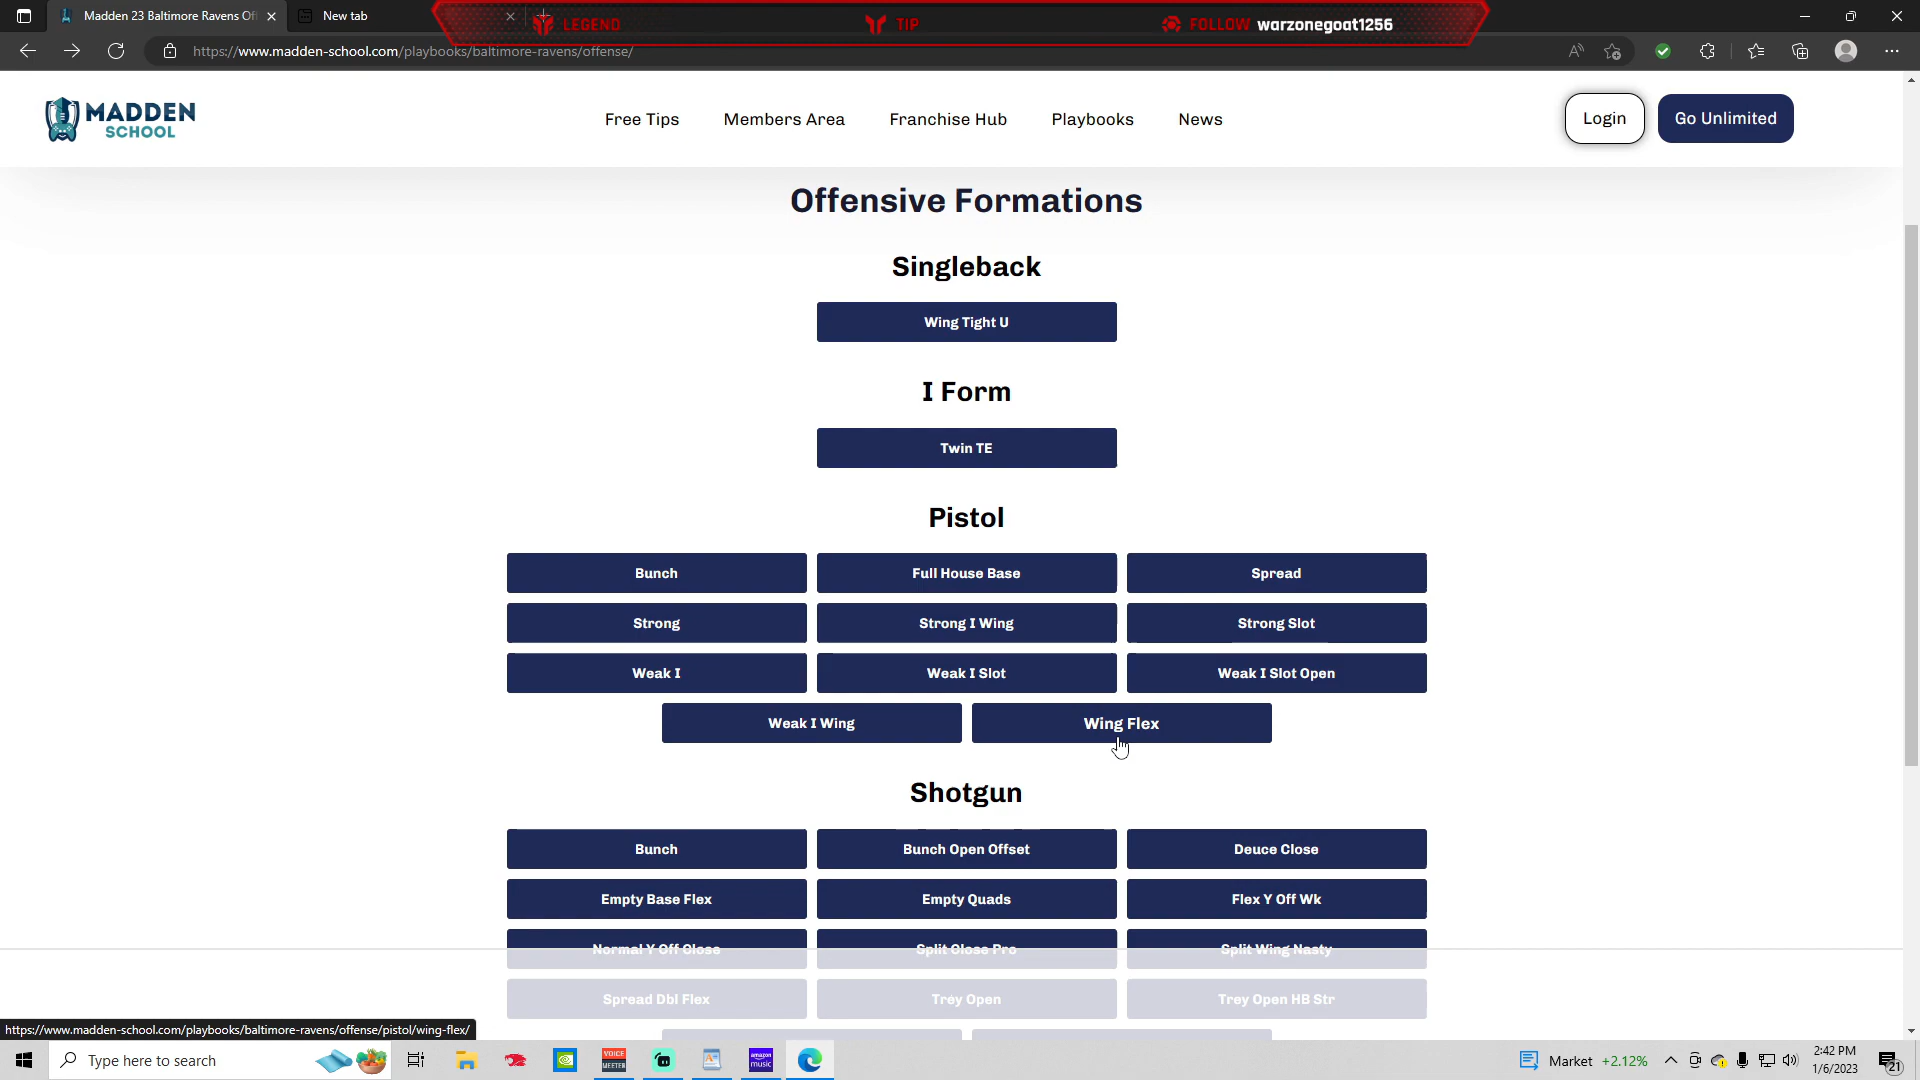 Madden 23 Baltimore Ravens Of
New tab
LEGEND
TIP
FOLLOW warzonegoat1256
https://www.madden-school.com/playbooks/baltimore-ravens/offense/
MADDEN
SCHOOL
Free Tips
Members Area
Franchise Hub
Playbooks
News
Login
Go Unlimited
Offensive Formations
Singleback
Wing Tight U
I Form
Twin TE
Pistol
Bunch
Full House Base
Spread
Strong
Strong I Wing
Strong Slot
Weak I
Weak I Slot
Weak I Slot Open
Weak I Wing
Wing Flex
Shotgun
Bunch
Bunch Open Offset
Deuce Close
Empty Base Flex
Empty Quads
Flex Y Off Wk
Normal Y Off Close
Split Close Pro
Split Wing Nasty
Spread Dbl Flex
Trey Open
Trey Open HB Str
https://www.madden-school.com/playbooks/baltimore-ravens/offense/pistol/wing-flex/
Type here to search
VOICE
MEETER
amazon
music
Market +2.12%
2:42 PM
1/6/2023
21